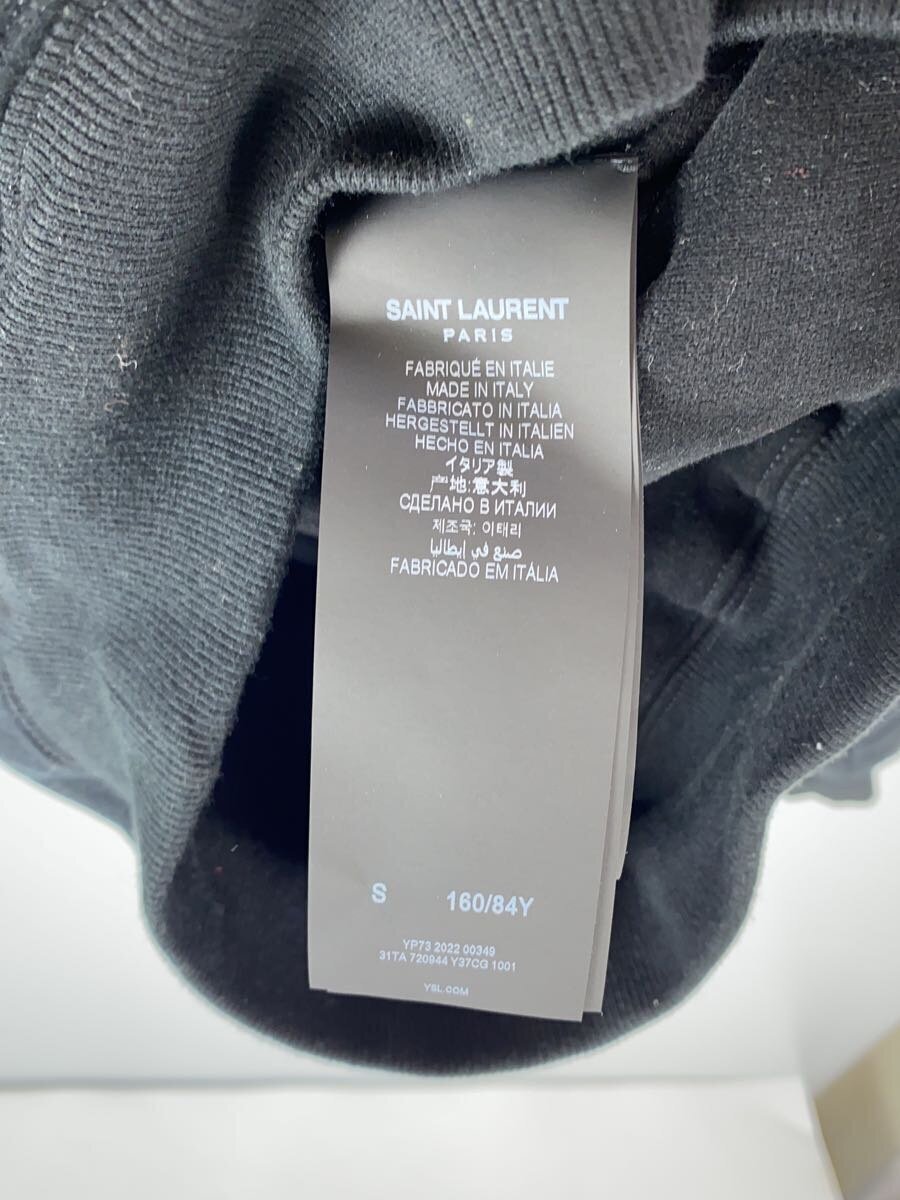 SAINT LAURENT
PARIS
FABRIQUÉ EN ITALIE
MADE IN ITALY
FABBRICATO IN ITALIA
HERGESTELLT IN ITALIEN
HECHO EN ITALIA
イタリア製
产地:意大利
СДЕЛАНО В ИТАЛИИ
제조국: 이태리
صنع في إيطاليا
FABRICADO EM ITÁLIA
S 160/84Y
YP73 2022 00349
31TA 720944 Y37CG 1001
YSL.COM